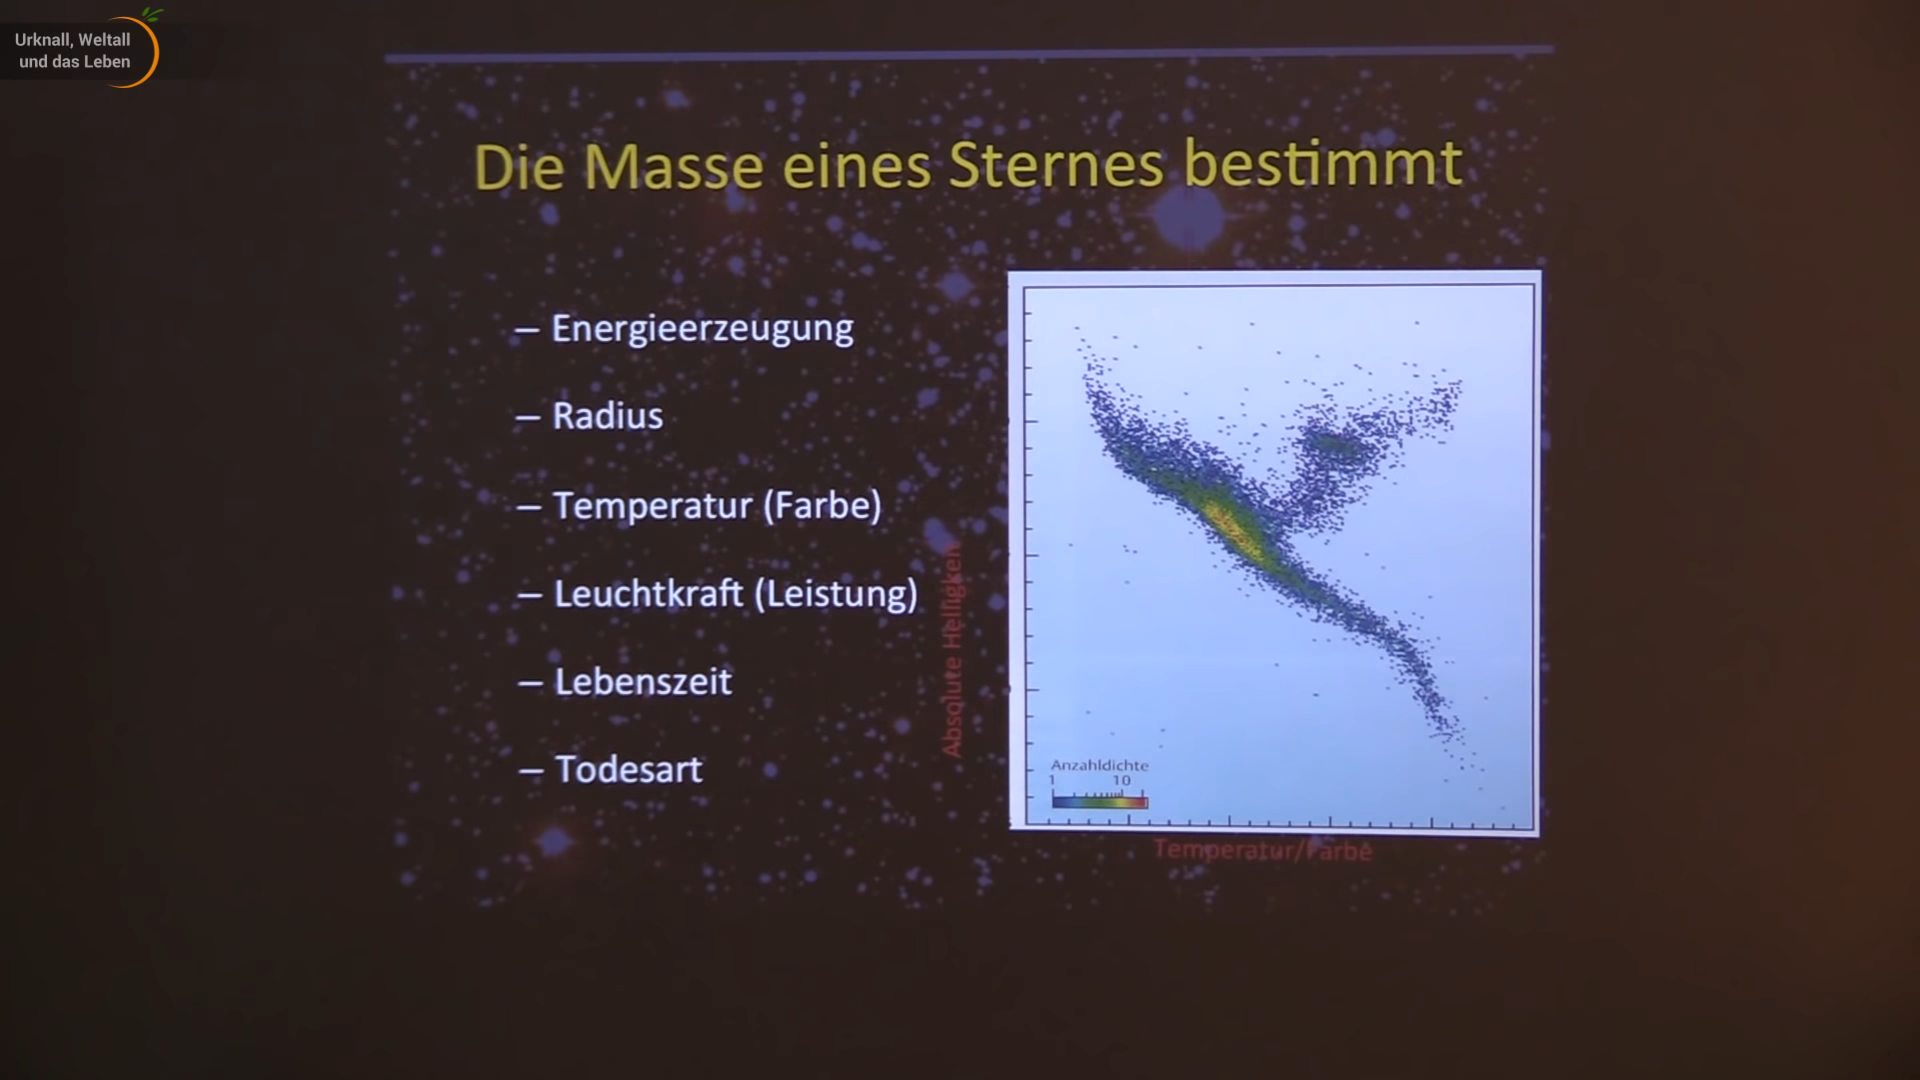 Urknall, Weltall
und das Leben
Die Masse eines Sternes bestimmt
– Energieerzeugung
– Radius
– Temperatur (Farbe)
– Leuchtkraft (Leistung)
– Lebenszeit
– Todesart
Absolute Helligkeit
Anzahldichte
1 10
Temperatur/Farbe